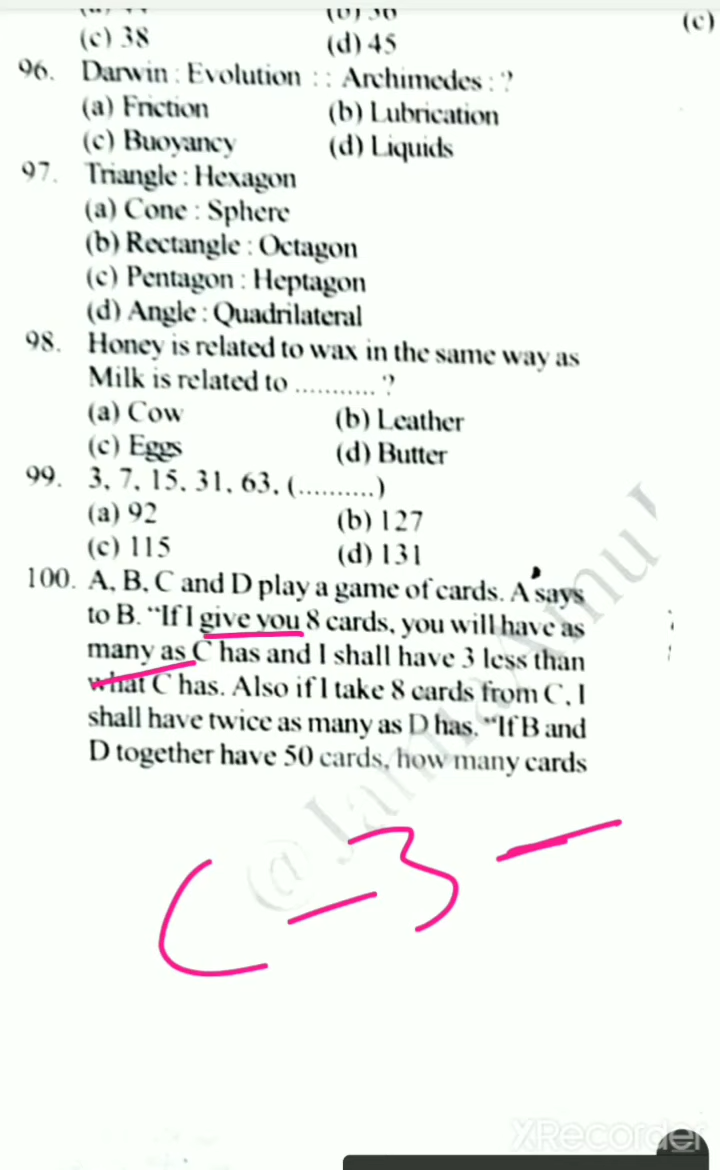 (c)
(c) 38 (d) 45
96. Darwin : Evolution : : Archimedes : ?
(a) Friction (b) Lubrication
(c) Buoyancy (d) Liquids
97. Triangle : Hexagon
(a) Cone : Sphere
(b) Rectangle : Octagon
(c) Pentagon : Heptagon
(d) Angle : Quadrilateral
98. Honey is related to wax in the same way as
Milk is related to ........... ?
(a) Cow (b) Leather
(c) Eggs (d) Butter
99. 3, 7, 15, 31, 63, (..........)
(a) 92 (b) 127
(c) 115 (d) 131
100. A, B, C and D play a game of cards. A says
to B. "If I give you 8 cards, you will have as
many as C has and I shall have 3 less than
what C has. Also if I take 8 cards from C, I
shall have twice as many as D has. "If B and
D together have 50 cards, how many cards
C - 3 -
XRecorder